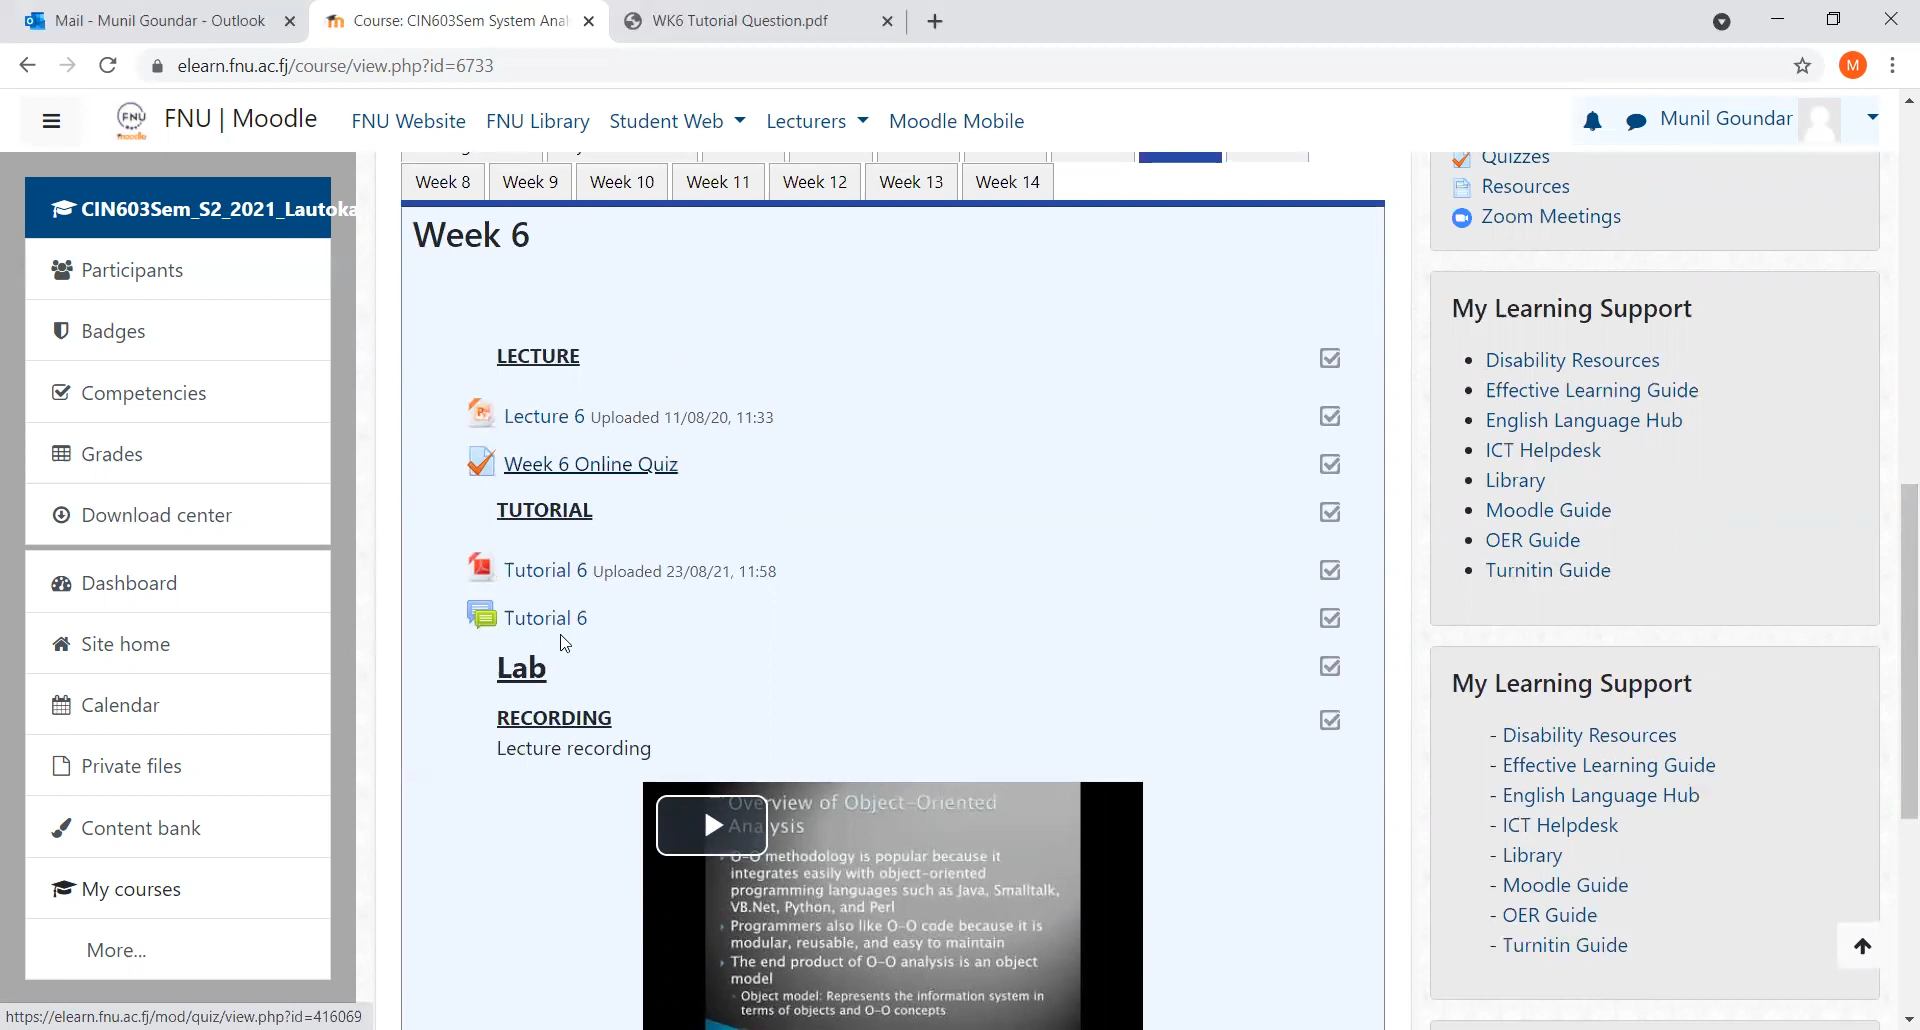 Mail - Munil Goundar - Outlook
Course: CIN603Sem System Anal
WK6 Tutorial Question.pdf
elearn.fnu.ac.fj/course/view.php?id=6733
M
FNU
moodle
FNU | Moodle
FNU Website
FNU Library
Student Web
Lecturers
Moodle Mobile
Munil Goundar
CIN603Sem_S2_2021_Lautoka
Participants
Badges
Competencies
Grades
Download center
Dashboard
Site home
Calendar
Private files
Content bank
My courses
More...
Week 8
Week 9
Week 10
Week 11
Week 12
Week 13
Week 14
Week 6
LECTURE
Lecture 6 Uploaded 11/08/20, 11:33
Week 6 Online Quiz
TUTORIAL
Tutorial 6 Uploaded 23/08/21, 11:58
Tutorial 6
Lab
RECORDING
Lecture recording
Overview of Object-Oriented
Analysis
O-O methodology is popular because it
integrates easily with object-oriented
programming languages such as Java, Smalltalk,
VB.Net, Python, and Perl
Programmers also like O-O code because it is
modular, reusable, and easy to maintain
The end product of O-O analysis is an object
model
Object model: Represents the information system in
terms of objects and O-O concepts
Quizzes
Resources
Zoom Meetings
My Learning Support
Disability Resources
Effective Learning Guide
English Language Hub
ICT Helpdesk
Library
Moodle Guide
OER Guide
Turnitin Guide
My Learning Support
- Disability Resources
- Effective Learning Guide
- English Language Hub
- ICT Helpdesk
- Library
- Moodle Guide
- OER Guide
- Turnitin Guide
https://elearn.fnu.ac.fj/mod/quiz/view.php?id=416069